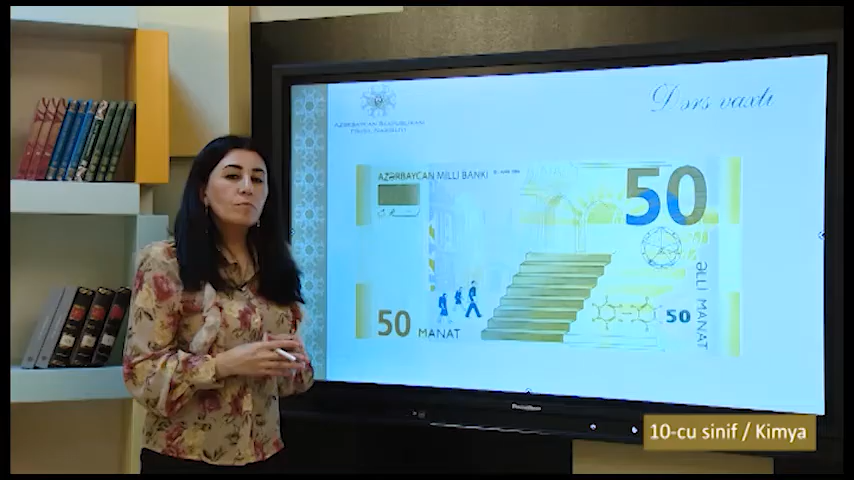 Dərs vaxtı
AZƏRBAYCAN RESPUBLİKASI
TƏHSİL NAZİRLİYİ
AZƏRBAYCAN MİLLİ BANKI
50
50
ƏLLİ MANAT
50 MANAT
10-cu sinif / Kimya